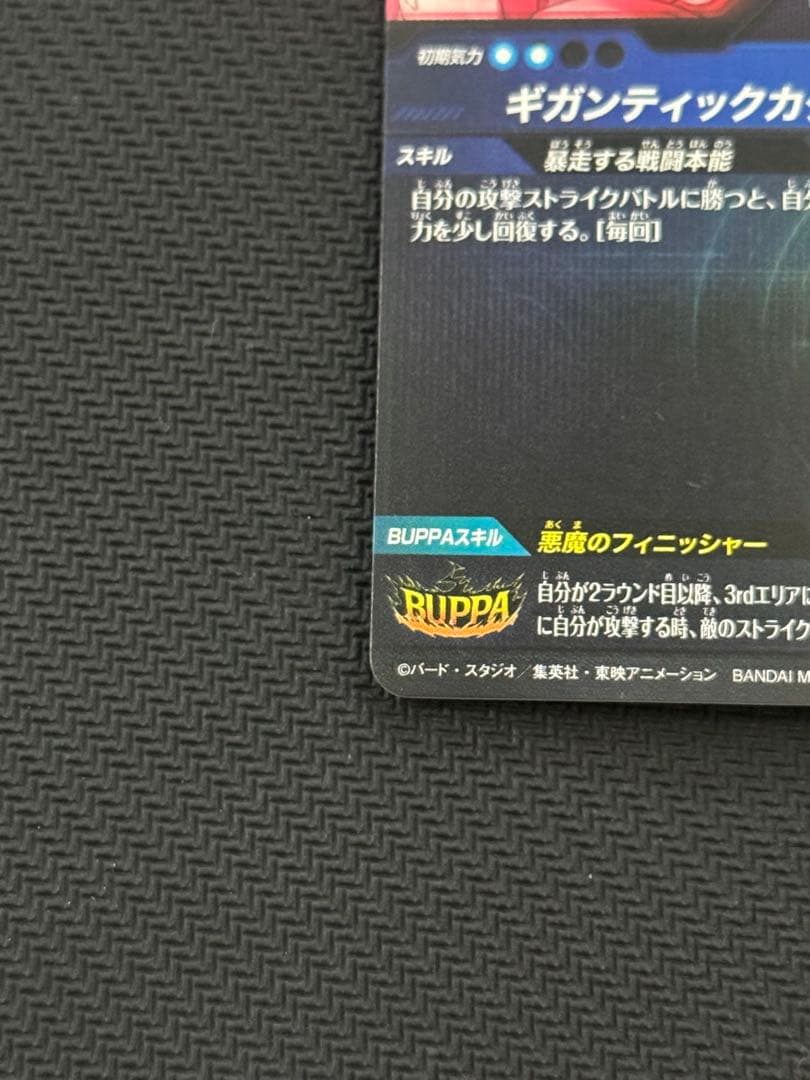 初期気力
ギガンティックカ
スキル 暴走する戦闘本能
自分の攻撃ストライクバトルに勝つと、自分
力を少し回復する。[毎回]
BUPPAスキル 悪魔のフィニッシャー
BUPPA
自分が2ラウンド目以降、3rdエリアに
に自分が攻撃する時、敵のストライク
©バード・スタジオ／集英社・東映アニメーション BANDAI M